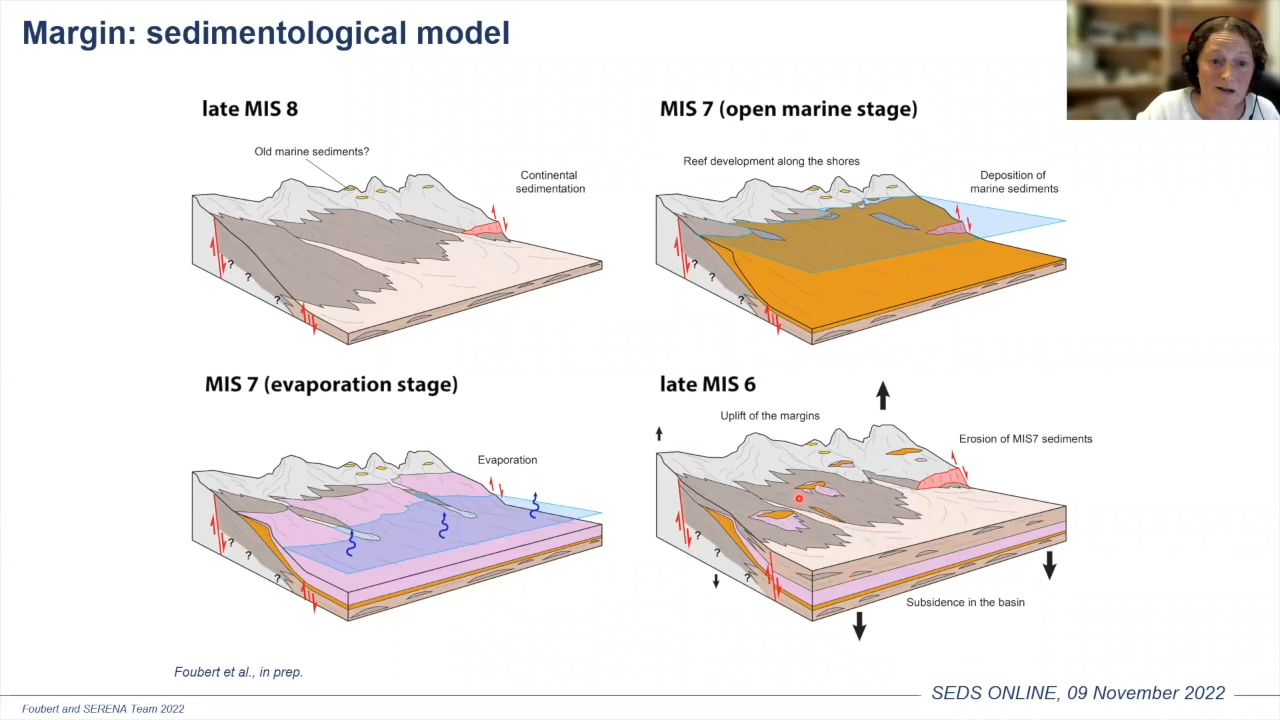 Margin: sedimentological model
late MIS 8
Old marine sediments?
Continental
sedimentation
?
?
?
MIS 7 (open marine stage)
Reef development along the shores
Deposition of
marine sediments
?
?
?
MIS 7 (evaporation stage)
Evaporation
?
?
?
late MIS 6
Uplift of the margins
Erosion of MIS7 sediments
?
?
?
Subsidence in the basin
Foubert et al., in prep.
SEDS ONLINE, 09 November 2022
Foubert and SERENA Team 2022